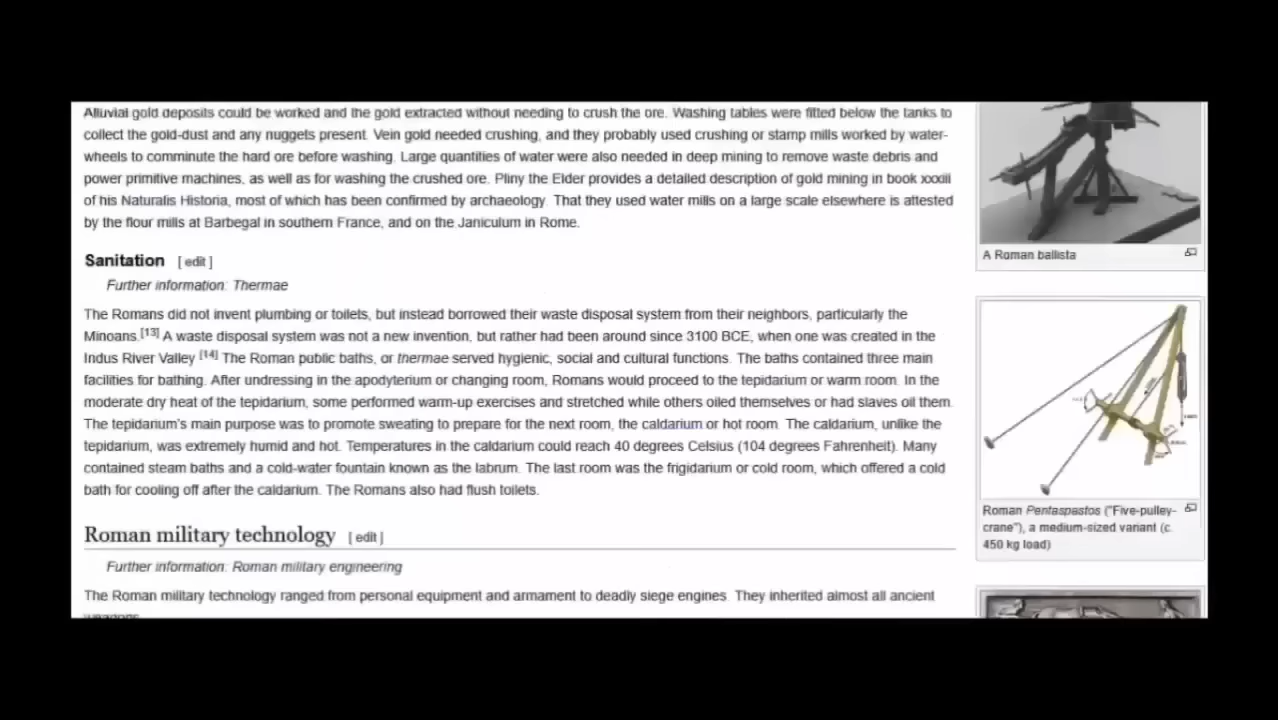 Alluvial gold deposits could be worked and the gold extracted without needing to crush the ore. Washing tables were fitted below the tanks to
collect the gold-dust and any nuggets present. Vein gold needed crushing, and they probably used crushing or stamp mills worked by water-
wheels to comminute the hard ore before washing. Large quantities of water were also needed in deep mining to remove waste debris and
power primitive machines, as well as for washing the crushed ore. Pliny the Elder provides a detailed description of gold mining in book xxxiii
of his Naturalis Historia, most of which has been confirmed by archaeology. That they used water mills on a large scale elsewhere is attested
by the flour mills at Barbegal in southern France, and on the Janiculum in Rome.
Sanitation [ edit ]
Further information: Thermae
The Romans did not invent plumbing or toilets, but instead borrowed their waste disposal system from their neighbors, particularly the
Minoans.[13] A waste disposal system was not a new invention, but rather had been around since 3100 BCE, when one was created in the
Indus River Valley [14] The Roman public baths, or thermae served hygienic, social and cultural functions. The baths contained three main
facilities for bathing. After undressing in the apodyterium or changing room, Romans would proceed to the tepidarium or warm room. In the
moderate dry heat of the tepidarium, some performed warm-up exercises and stretched while others oiled themselves or had slaves oil them.
The tepidarium's main purpose was to promote sweating to prepare for the next room, the caldarium or hot room. The caldarium, unlike the
tepidarium, was extremely humid and hot. Temperatures in the caldarium could reach 40 degrees Celsius (104 degrees Fahrenheit). Many
contained steam baths and a cold-water fountain known as the labrum. The last room was the frigidarium or cold room, which offered a cold
bath for cooling off after the caldarium. The Romans also had flush toilets.
Roman military technology [ edit ]
Further information: Roman military engineering
The Roman military technology ranged from personal equipment and armament to deadly siege engines. They inherited almost all ancient
weapons.
A Roman ballista
Roman Pentaspastos ("Five-pulley-
crane"), a medium-sized variant (c.
450 kg load)